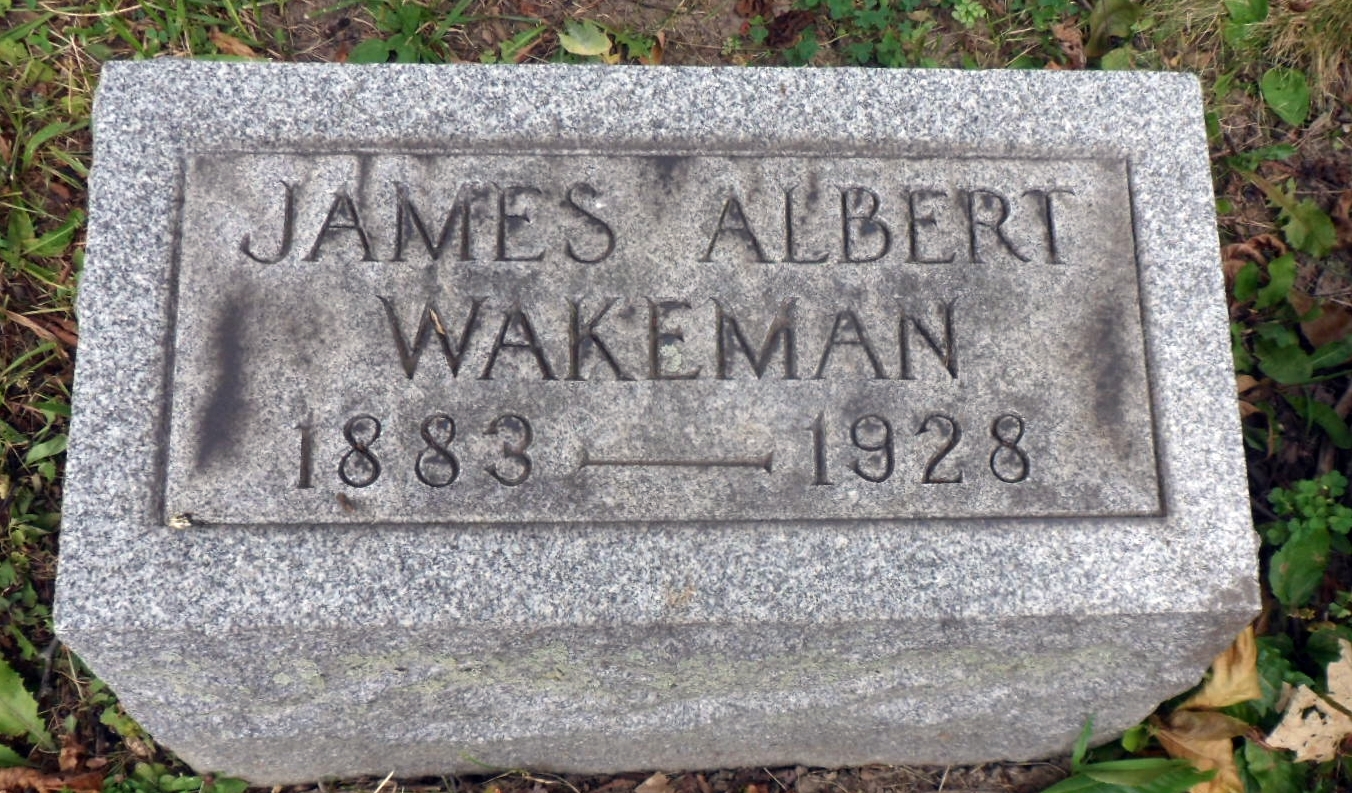 JAMES ALBERT
WAKEMAN
1883 — 1928